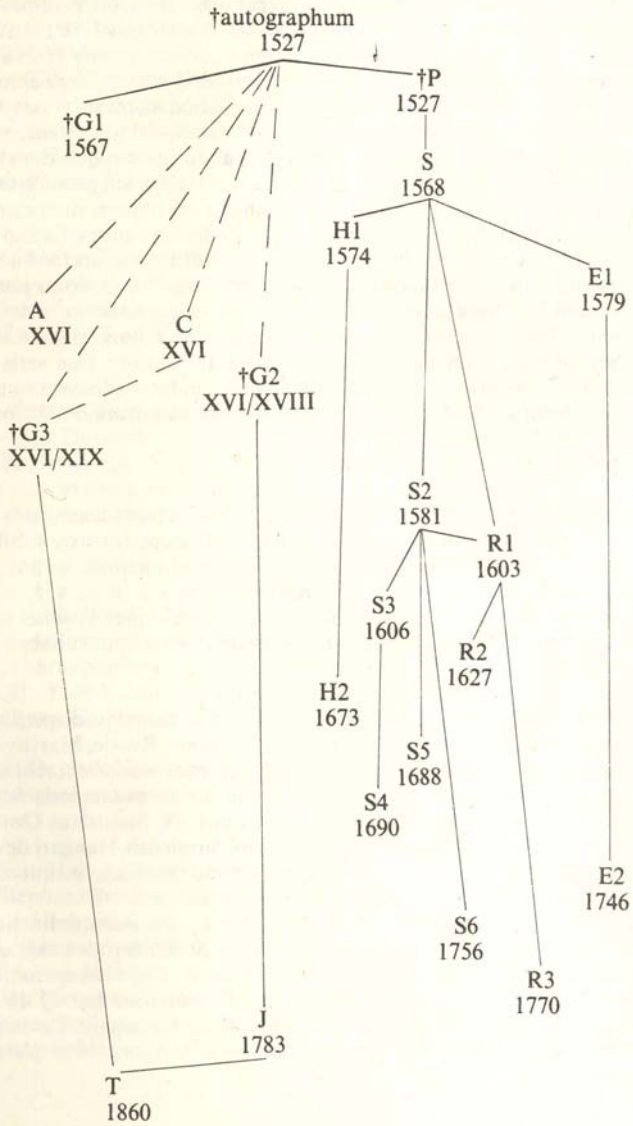 †autographum
1527
†G1
1567
†P
1527
S
1568
H1
1574
E1
1579
A
XVI
C
XVI
†G2
XVI/XVIII
†G3
XVI/XIX
S2
1581
R1
1603
S3
1606
R2
1627
H2
1673
S5
1688
S4
1690
E2
1746
S6
1756
R3
1770
J
1783
T
1860